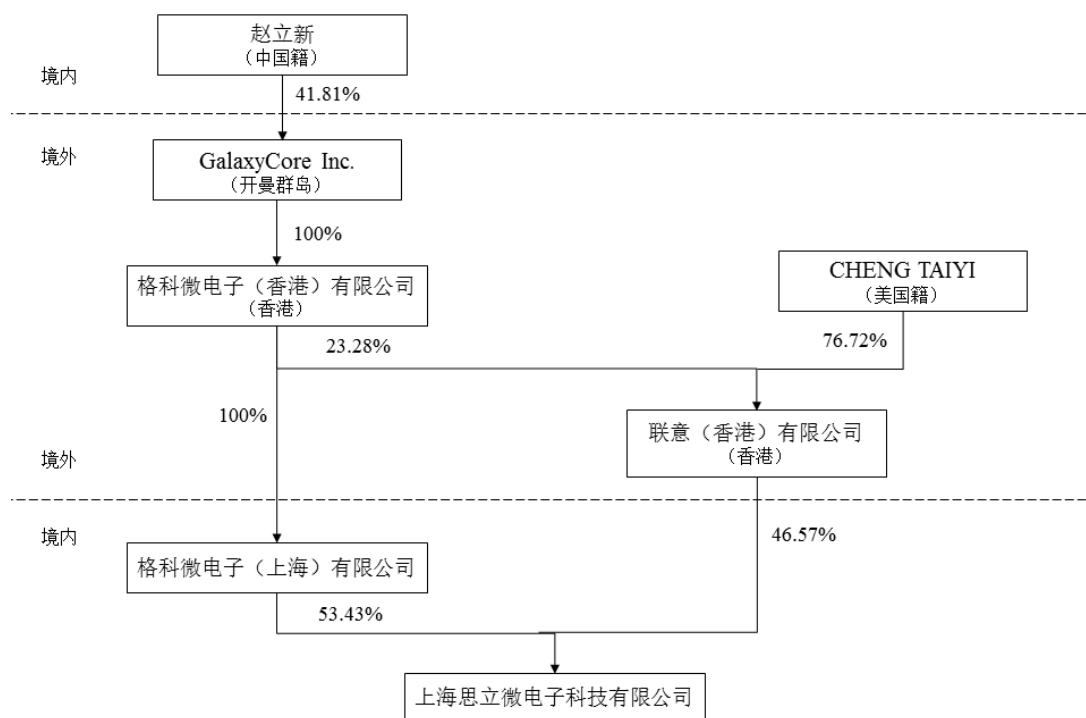 赵立新
（中国籍）
境内
41.81%
境外
GalaxyCore Inc.
（开曼群岛）
100%
格科微电子（香港）有限公司
（香港）
CHENG TAIYI
（美国籍）
23.28%
76.72%
100%
联意（香港）有限公司
（香港）
境外
境内
46.57%
格科微电子（上海）有限公司
53.43%
上海思立微电子科技有限公司